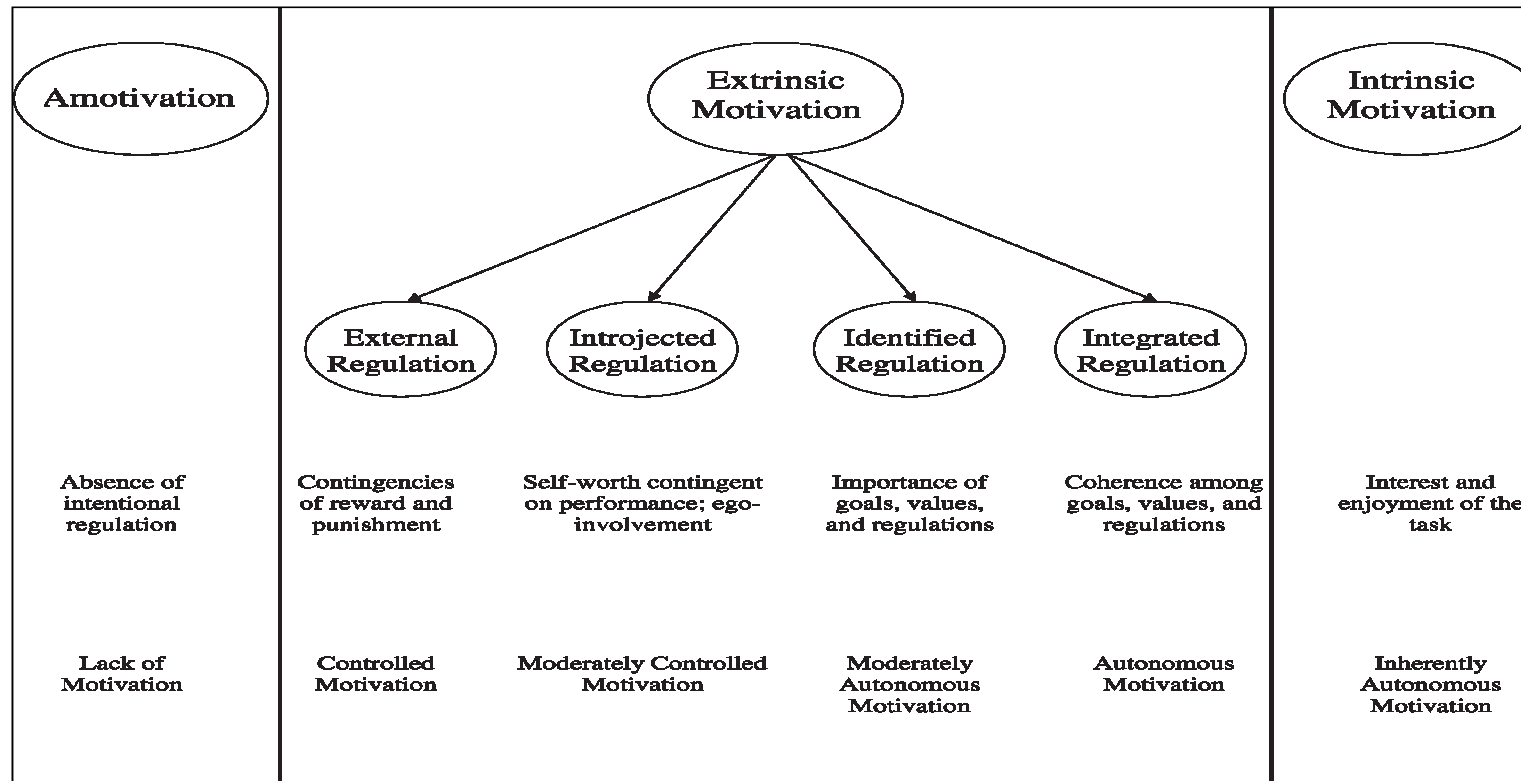 Amotivation
Extrinsic
Motivation
Intrinsic
Motivation
External
Regulation
Introjected
Regulation
Identified
Regulation
Integrated
Regulation
Absence of
intentional
regulation
Contingencies
of reward and
punishment
Self-worth contingent
on performance; ego-
involvement
Importance of
goals, values,
and regulations
Coherence among
goals, values, and
regulations
Interest and
enjoyment of the
task
Lack of
Motivation
Controlled
Motivation
Moderately Controlled
Motivation
Moderately
Autonomous
Motivation
Autonomous
Motivation
Inherently
Autonomous
Motivation